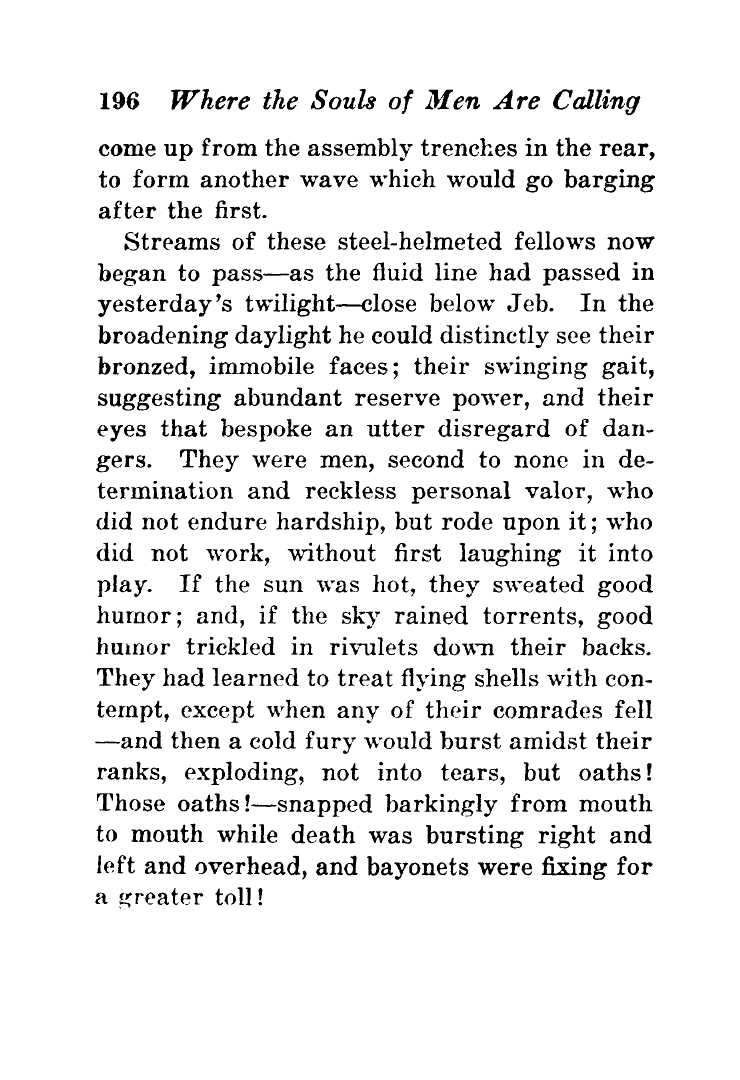 196 Where the Souls of Men Are Calling
come up from the assembly trenches in the rear,
to form another wave which would go barging
after the first.
Streams of these steel-helmeted fellows now
began to pass—as the fluid line had passed in
yesterday's twilight—close below Jeb. In the
broadening daylight he could distinctly see their
bronzed, immobile faces; their swinging gait,
suggesting abundant reserve power, and their
eyes that bespoke an utter disregard of dan-
gers. They were men, second to none in de-
termination and reckless personal valor, who
did not endure hardship, but rode upon it; who
did not work, without first laughing it into
play. If the sun was hot, they sweated good
humor; and, if the sky rained torrents, good
humor trickled in rivulets down their backs.
They had learned to treat flying shells with con-
tempt, except when any of their comrades fell
—and then a cold fury would burst amidst their
ranks, exploding, not into tears, but oaths!
Those oaths!—snapped barkingly from mouth
to mouth while death was bursting right and
left and overhead, and bayonets were fixing for
a greater toll!